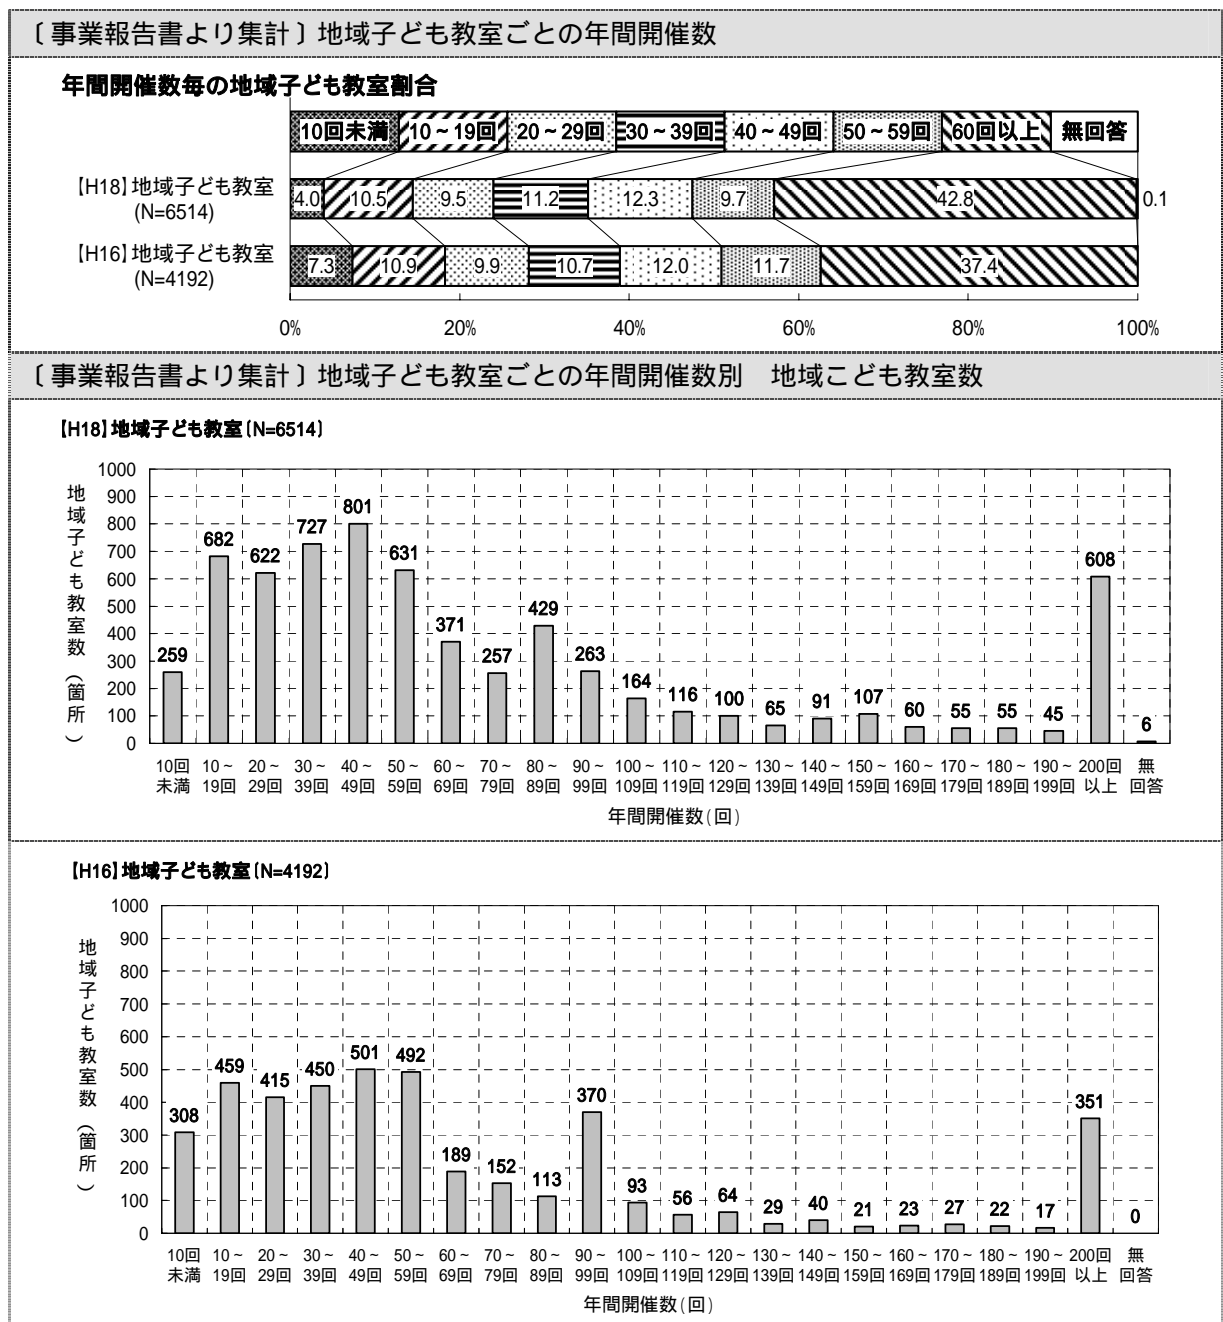 〔事業報告書より集計〕地域子ども教室ごとの年間開催数
年間開催数毎の地域子ども教室割合
10回未満 10～19回 20～29回 30～39回 40～49回 50～59回 60回以上 無回答
【H18】地域子ども教室
(N=6514)
4.0 10.5 9.5 11.2 12.3 9.7 42.8 0.1
【H16】地域子ども教室
(N=4192)
7.3 10.9 9.9 10.7 12.0 11.7 37.4
0% 20% 40% 60% 80% 100%
〔事業報告書より集計〕地域子ども教室ごとの年間開催数別　地域こども教室数
【H18】地域子ども教室〔N=6514〕
地域子ども教室数（箇所）
1000
900
800
700
600
500
400
300
200
100
0
259 682 622 727 801 631 371 257 429 263 164 116 100 65 91 107 60 55 55 45 608 6
10回 10～ 20～ 30～ 40～ 50～ 60～ 70～ 80～ 90～ 100～ 110～ 120～ 130～ 140～ 150～ 160～ 170～ 180～ 190～ 200回 無
未満 19回 29回 39回 49回 59回 69回 79回 89回 99回 109回 119回 129回 139回 149回 159回 169回 179回 189回 199回 以上 回答
年間開催数(回)
【H16】地域子ども教室〔N=4192〕
地域子ども教室数（箇所）
1000
900
800
700
600
500
400
300
200
100
0
308 459 415 450 501 492 189 152 113 370 93 56 64 29 40 21 23 27 22 17 351 0
10回 10～ 20～ 30～ 40～ 50～ 60～ 70～ 80～ 90～ 100～ 110～ 120～ 130～ 140～ 150～ 160～ 170～ 180～ 190～ 200回 無
未満 19回 29回 39回 49回 59回 69回 79回 89回 99回 109回 119回 129回 139回 149回 159回 169回 179回 189回 199回 以上 回答
年間開催数(回)